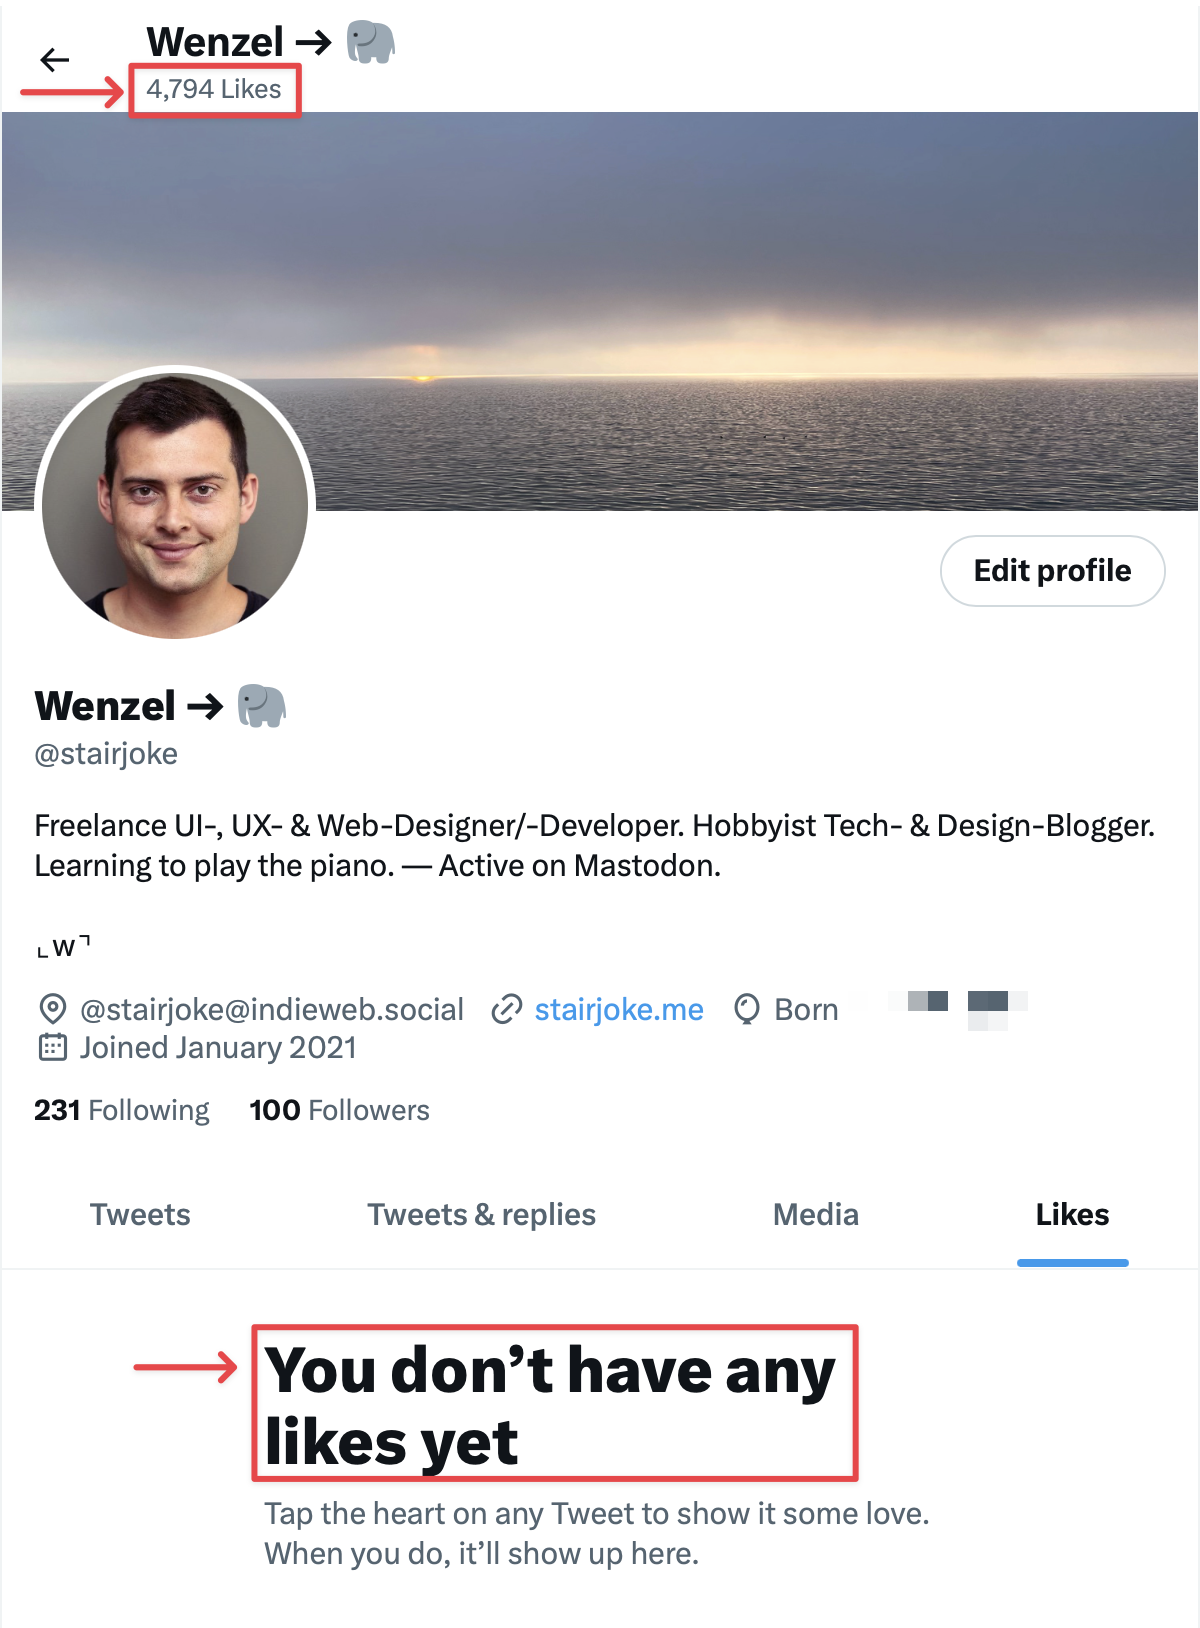 Wenzel → 🐘
4,794 Likes
Edit profile
Wenzel → 🐘
@stairjoke
Freelance UI-, UX- & Web-Designer/-Developer. Hobbyist Tech- & Design-Blogger.
Learning to play the piano. — Active on Mastodon.
⌞w⌝
@stairjoke@indieweb.social stairjoke.me Born
Joined January 2021
231 Following 100 Followers
Tweets Tweets & replies Media Likes
You don’t have any
likes yet
Tap the heart on any Tweet to show it some love.
When you do, it’ll show up here.